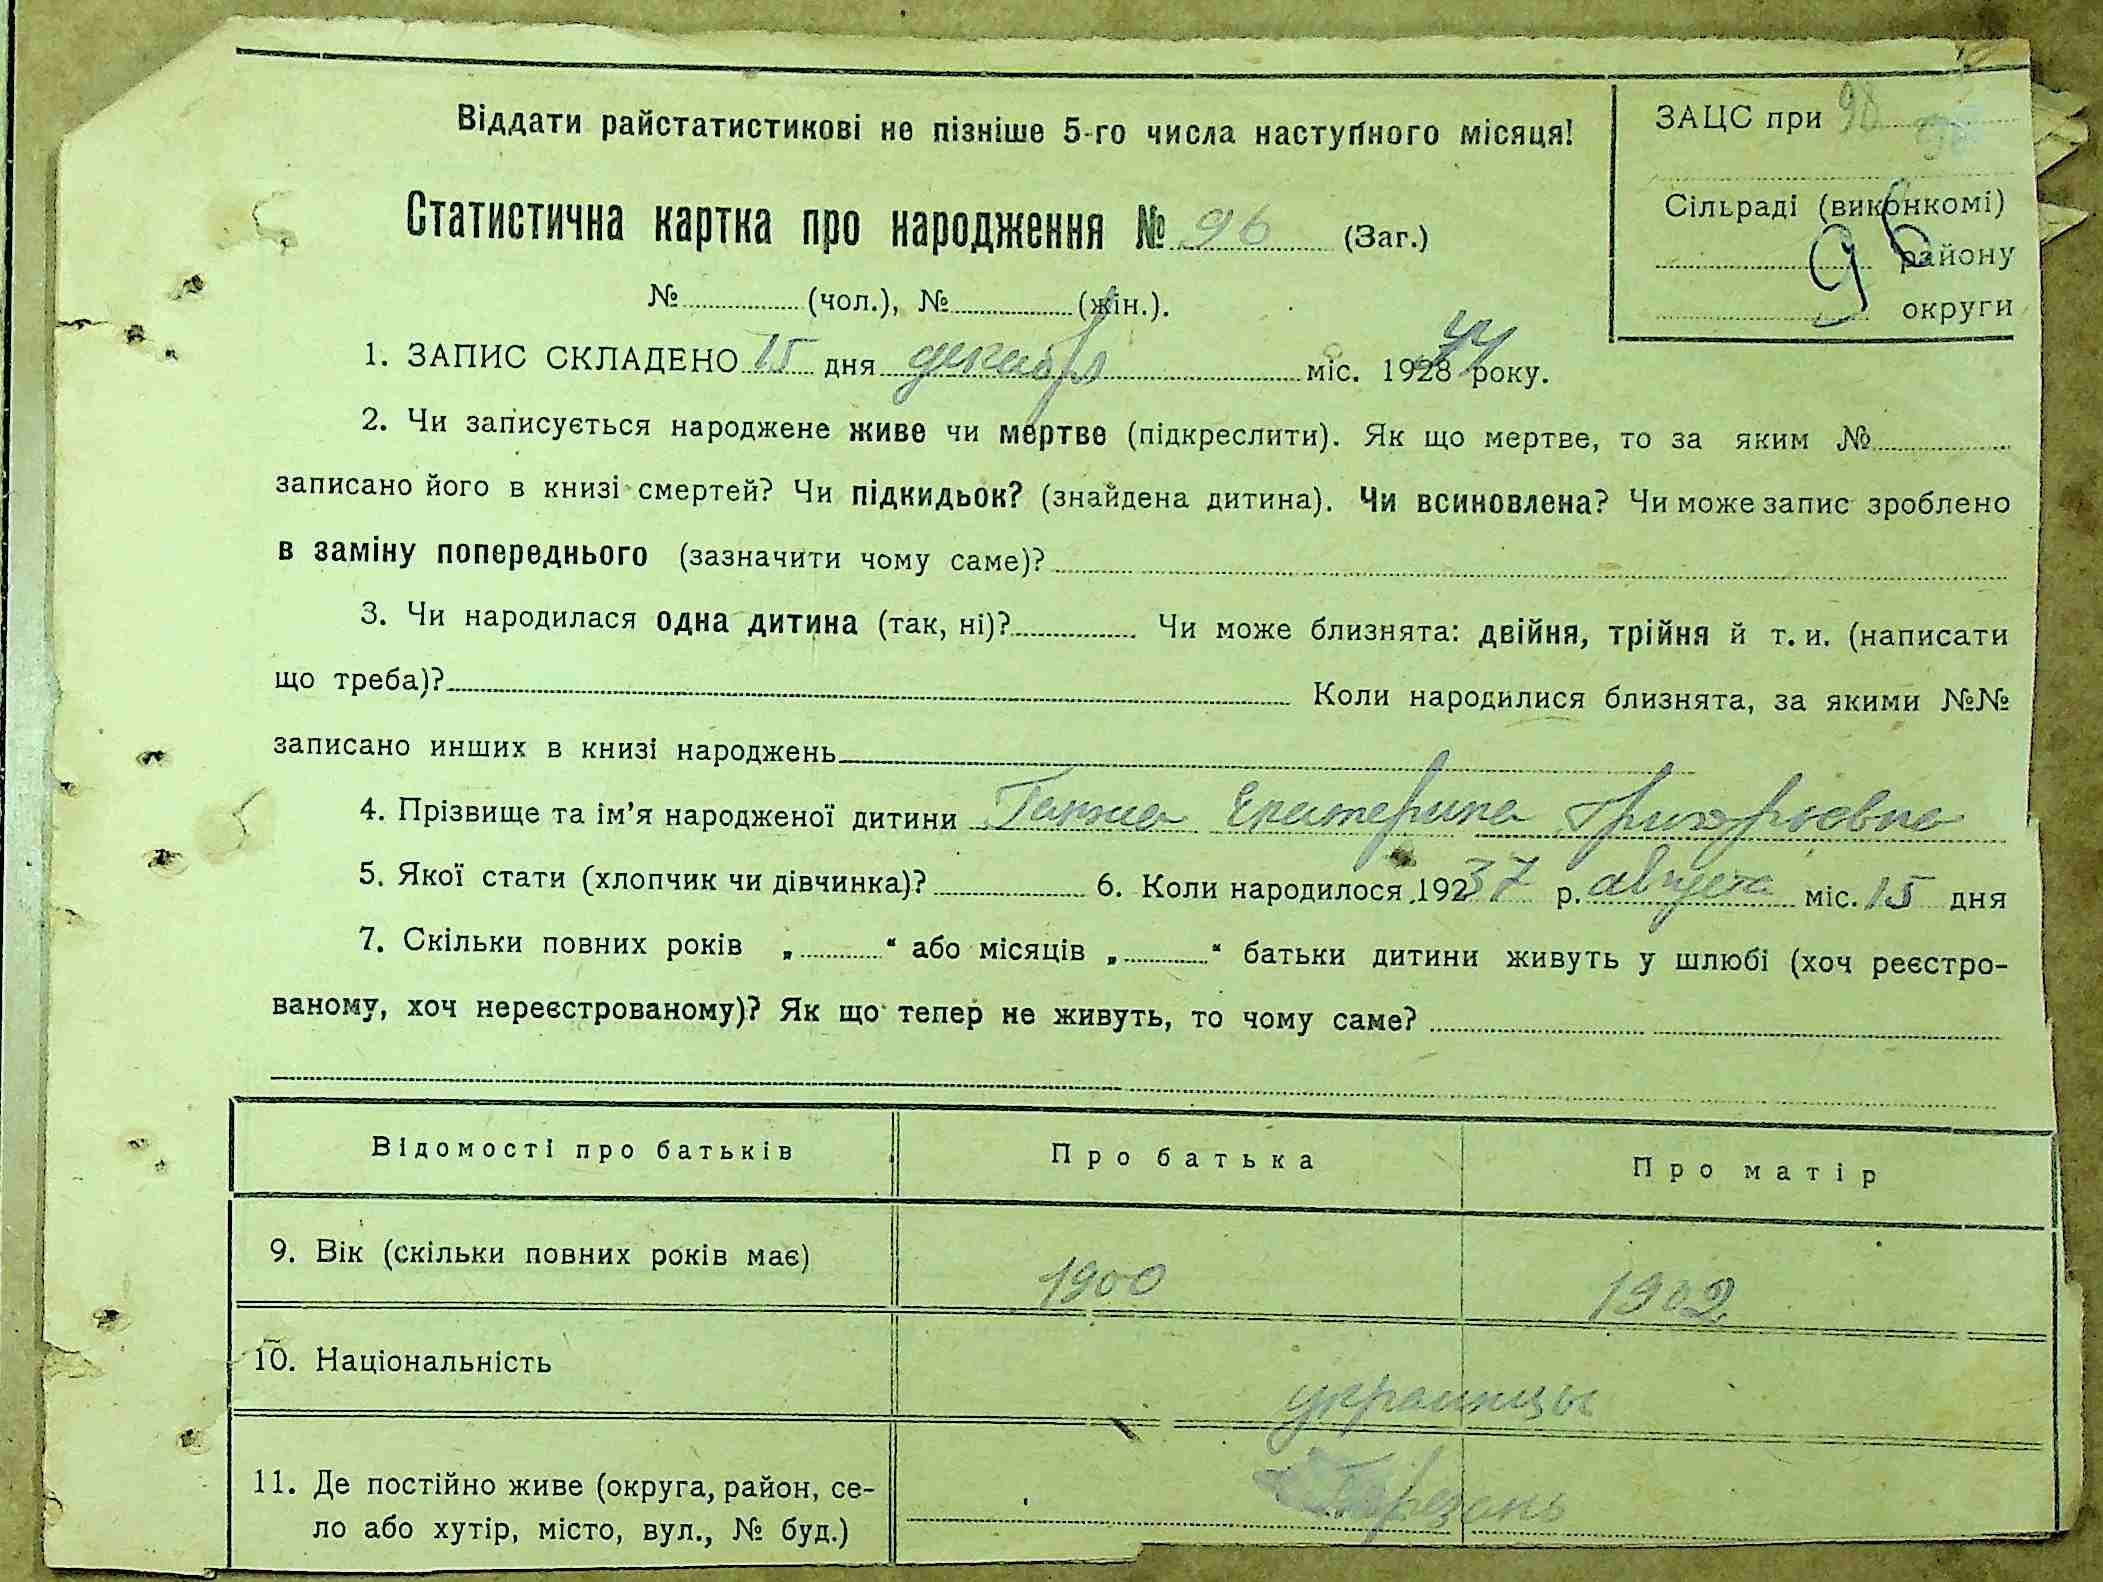 Віддати райстатистикові не пізніше 5-го числа наступного місяця!
ЗАЦС при 98
Сільраді (виконкомі)
району
округи
96
Статистична картка про народження № 96 (Заг.)
№ (чол.), № (жін.).
1. ЗАПИС СКЛАДЕНО 15 дня декабря міс. 1928 44 року.
2. Чи записується народжене живе чи мертве (підкреслити). Як що мертве, то за яким №
записано його в книзі смертей? Чи підкидьок? (знайдена дитина). Чи всиновлена? Чи може запис зроблено
в заміну попереднього (зазначити чому саме)?
3. Чи народилася одна дитина (так, ні)? Чи може близнята: двійня, трійня й т. и. (написати
що треба)? Коли народилися близнята, за якими №№
записано инших в книзі народжень
4. Прізвище та ім’я народженої дитини Екатерина Григорьевна
5. Якої стати (хлопчик чи дівчинка)? 6. Коли народилося 192 37 р. августа міс. 15 дня
7. Скільки повних років „ “ або місяців „ “ батьки дитини живуть у шлюбі (хоч реєстро-
ваному, хоч нереєстрованому)? Як що тепер не живуть, то чому саме?
Відомості про батьків Про батька Про матір
9. Вік (скільки повних років має) 1900 1902
10. Національність украинцы
11. Де постійно живе (округа, район, се-
ло або хутір, місто, вул., № буд.)